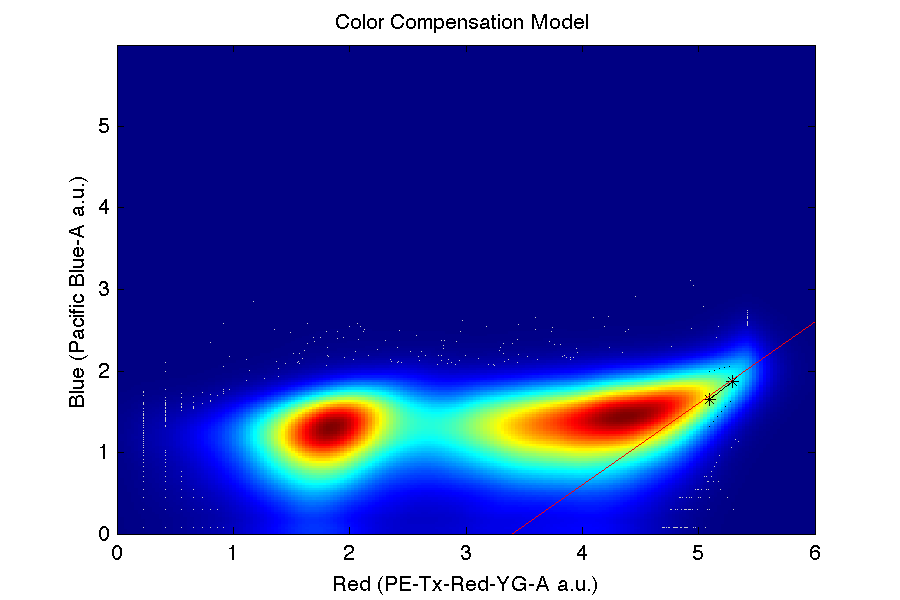 Color Compensation Model
5
4
3
2
1
0
Blue (Pacific Blue-A a.u.)
0 1 2 3 4 5 6
Red (PE-Tx-Red-YG-A a.u.)